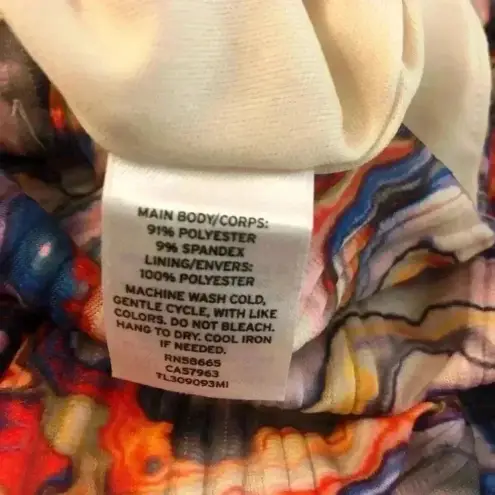 MAIN BODY/CORPS:
91% POLYESTER
9% SPANDEX
LINING/ENVERS:
100% POLYESTER
MACHINE WASH COLD,
GENTLE CYCLE, WITH LIKE
COLORS. DO NOT BLEACH.
HANG TO DRY. COOL IRON
IF NEEDED.
RN58665
CA57963
TL309093MI